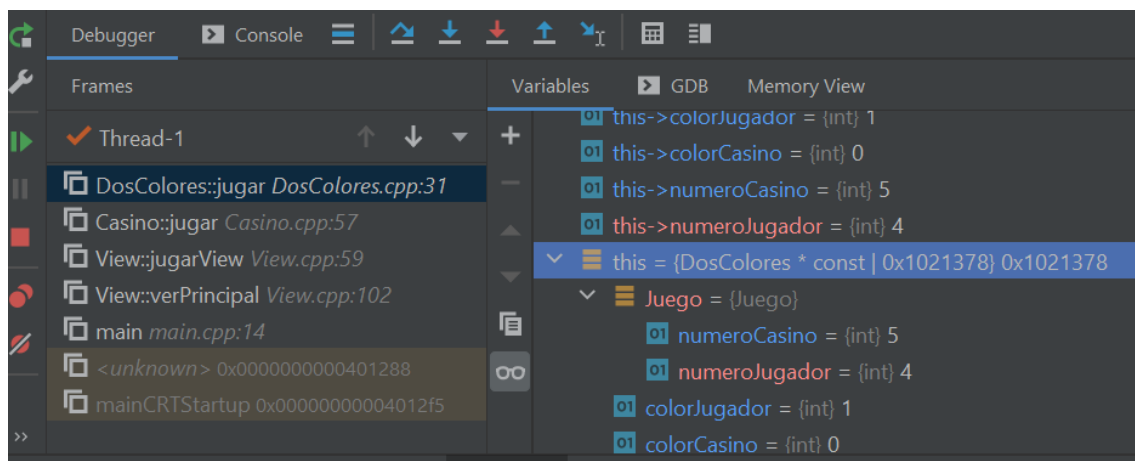 Debugger Console
Frames
Variables GDB Memory View
Thread-1
DosColores::jugar DosColores.cpp:31
Casino::jugar Casino.cpp:57
View::jugarView View.cpp:59
View::verPrincipal View.cpp:102
main main.cpp:14
<unknown> 0x0000000000401288
mainCRTStartup 0x00000000004012f5
this->colorJugador = {int} 1
this->colorCasino = {int} 0
this->numeroCasino = {int} 5
this->numeroJugador = {int} 4
this = {DosColores * const | 0x1021378} 0x1021378
Juego = {Juego}
numeroCasino = {int} 5
numeroJugador = {int} 4
colorJugador = {int} 1
colorCasino = {int} 0